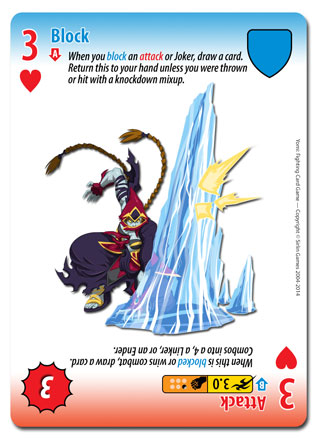 3 Block
A When you block an attack or Joker, draw a card.
Return this to your hand unless you were thrown
or hit with a knockdown mixup.
Yomi: Fighting Card Game — Copyright © Sirlin Games 2004-2014
3 Attack
B 3.0
When this is blocked or wins combat, draw a card.
Combos into a 4, a Linker, or an Ender.
3